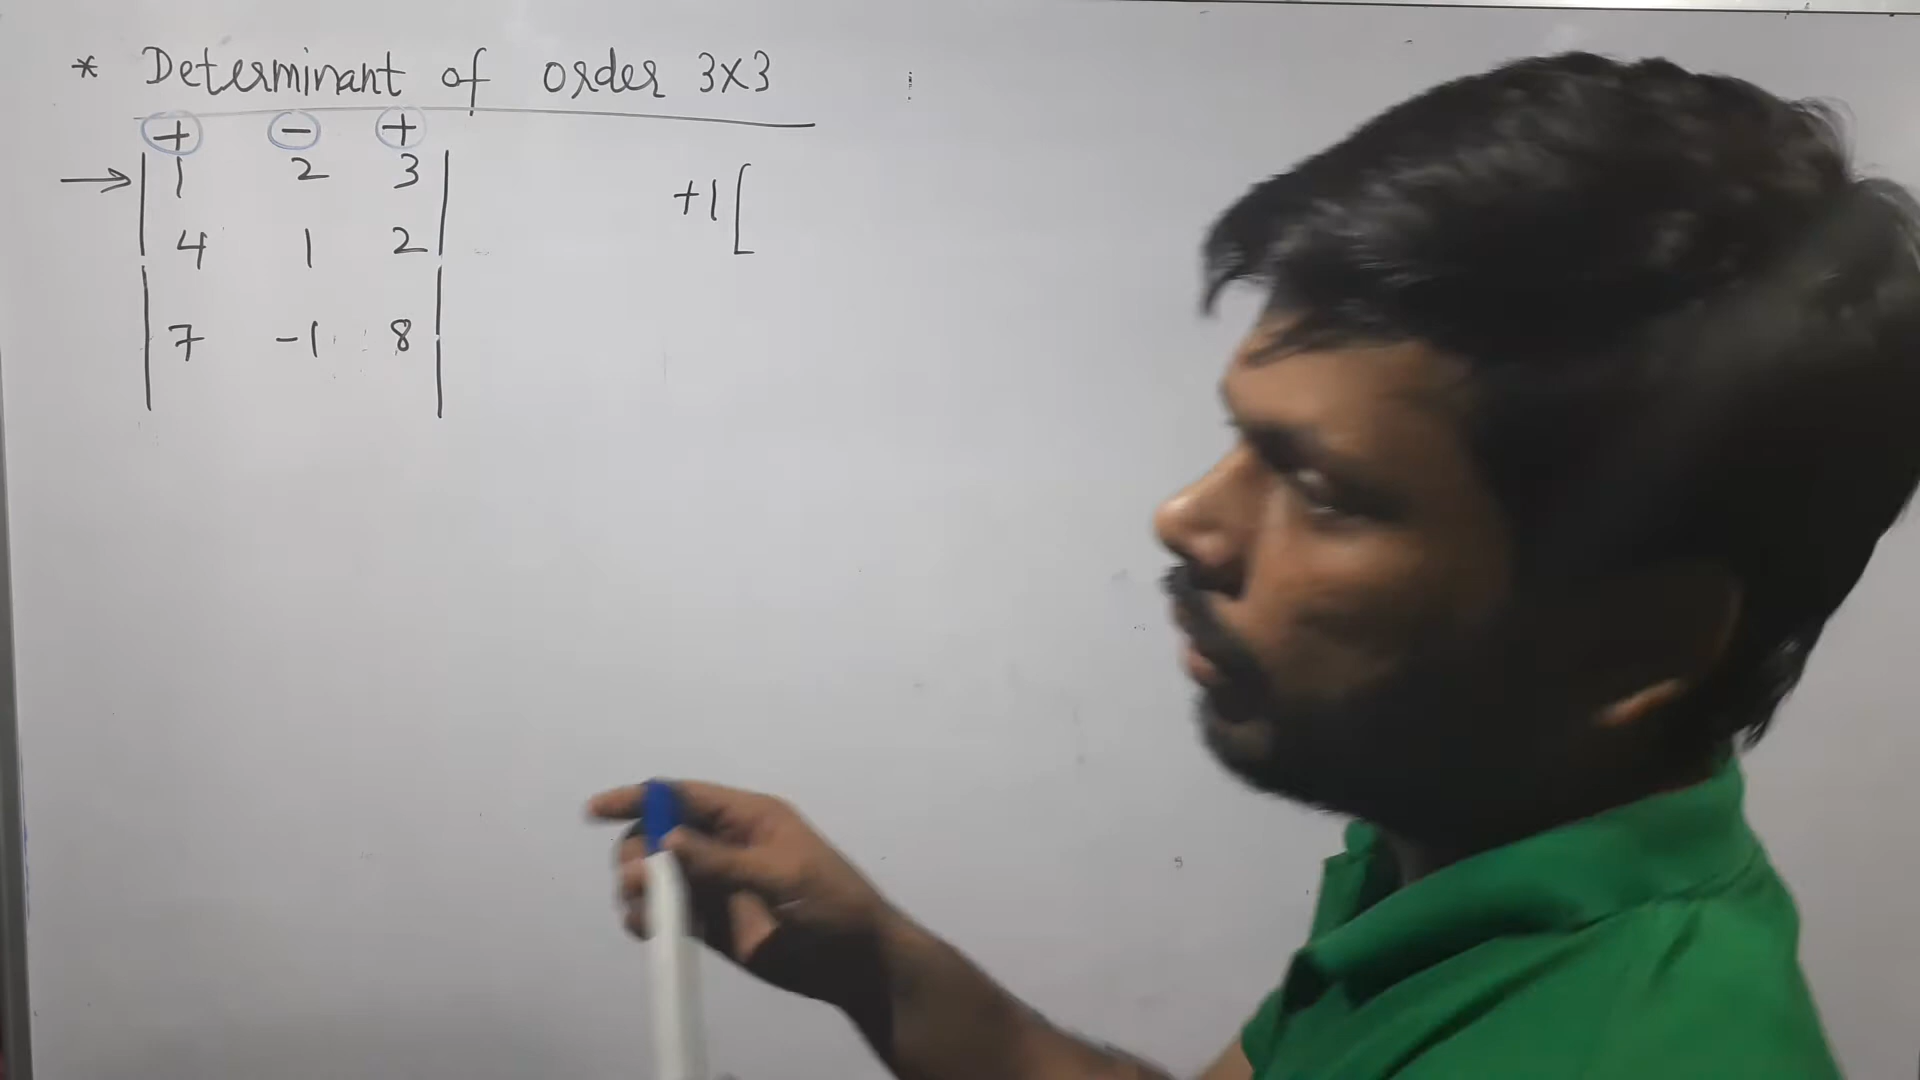 * Determinant of order 3x3
+ - +
→ | 1 2 3 | +1[
| 4 1 2 |
| 7 -1 8 |